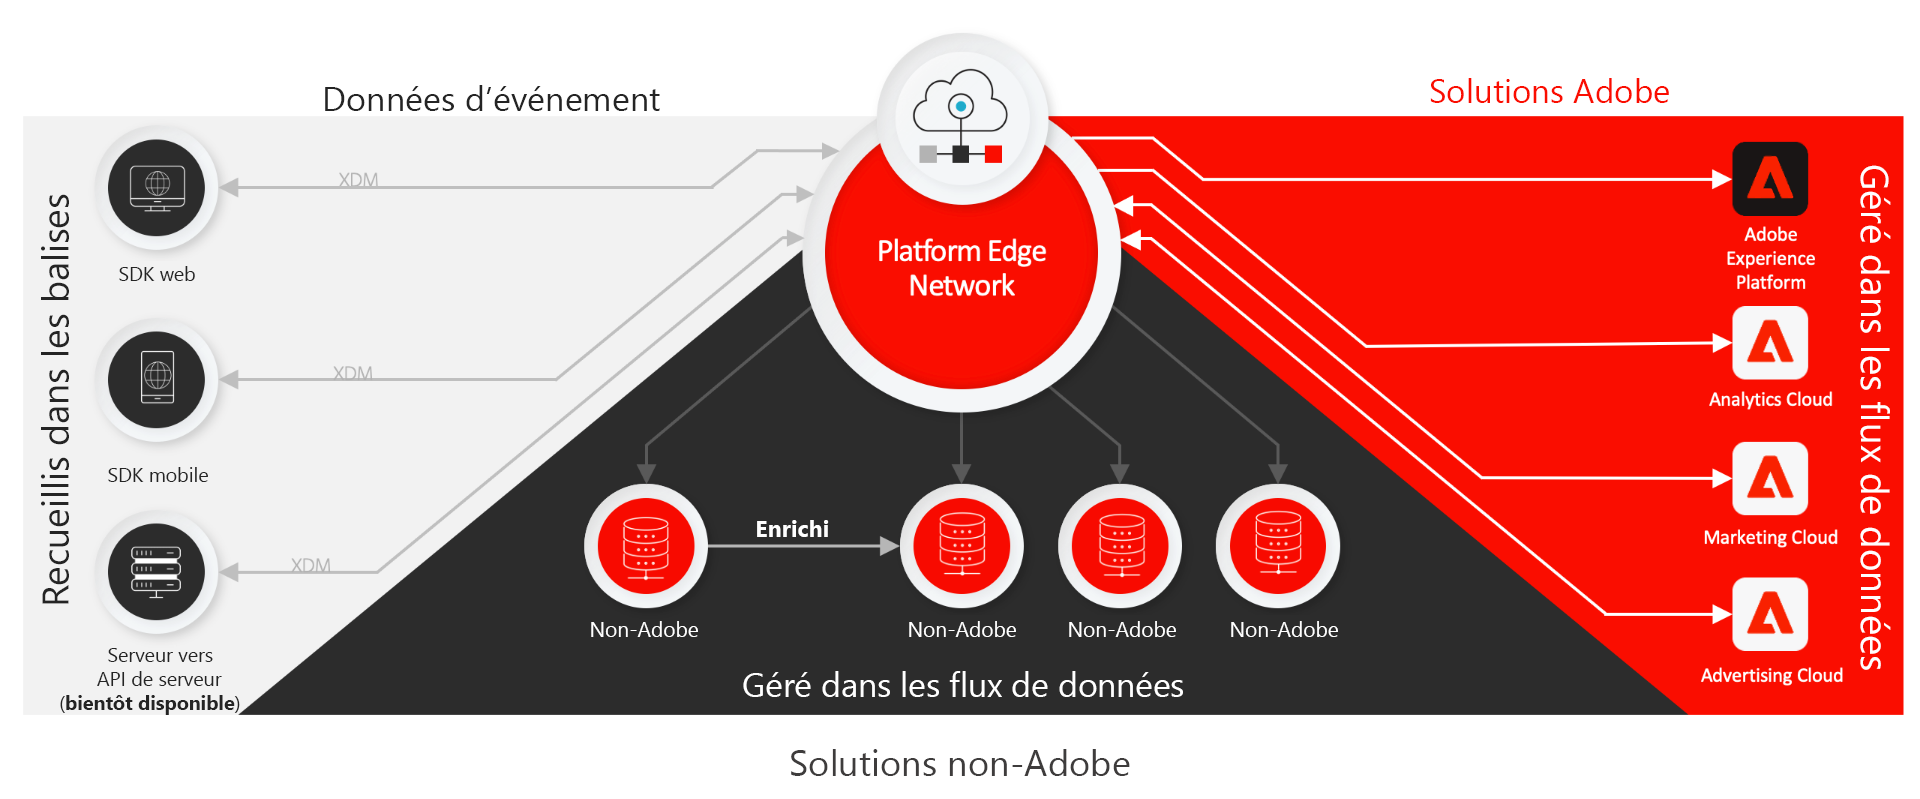 Données d’événement
Solutions Adobe
Recueillis dans les balises
XDM
SDK web
XDM
SDK mobile
XDM
Serveur vers
API de serveur
(bientôt disponible)
Platform Edge
Network
Enrichi
Non-Adobe
Non-Adobe
Non-Adobe
Non-Adobe
Géré dans les flux de données
Adobe
Experience
Platform
Analytics Cloud
Marketing Cloud
Advertising Cloud
Géré dans les flux de données
Solutions non-Adobe